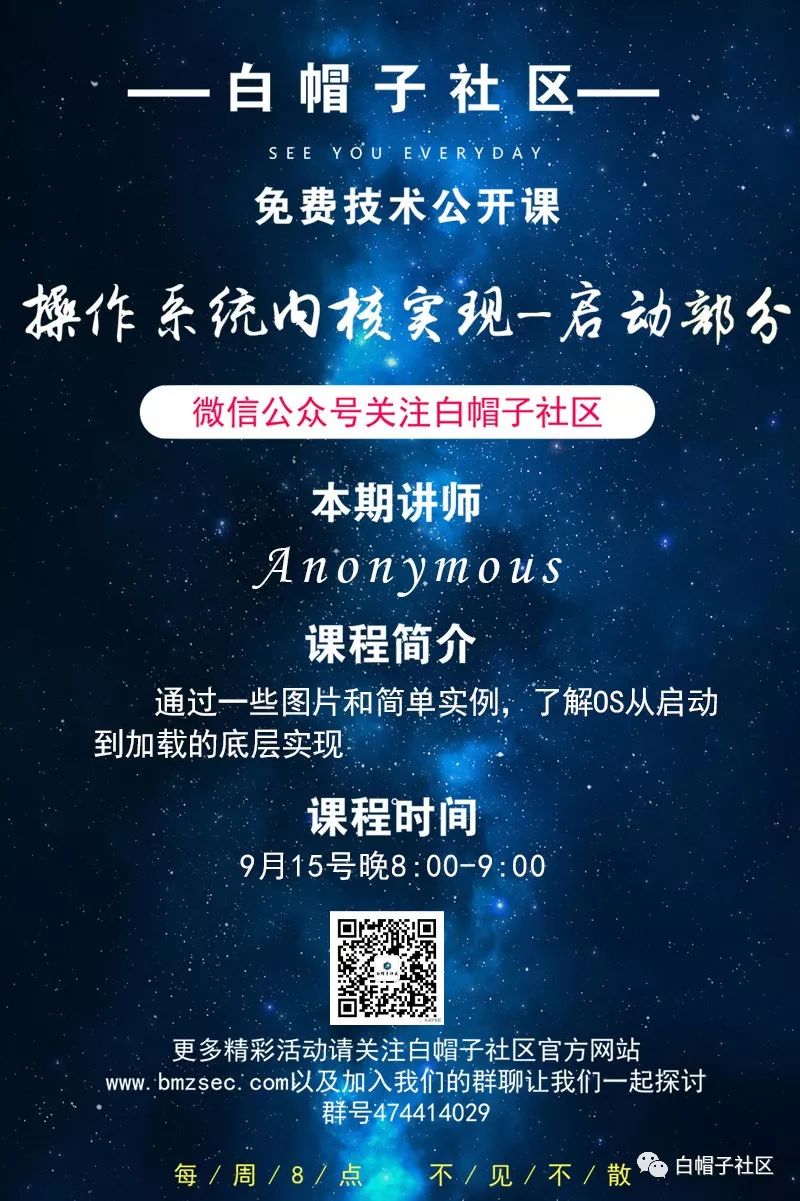 白帽子社区
SEE YOU EVERYDAY
免费技术公开课
操作系统内核实现-启动部分
微信公众号关注白帽子社区
本期讲师
Anonymous
课程简介
通过一些图片和简单实例，了解OS从启动
到加载的底层实现
课程时间
9月15号晚8:00-9:00
更多精彩活动请关注白帽子社区官方网站
www.bmzsec.com以及加入我们的群聊让我们一起探讨
群号474414029
每/周/8/点 不/见/不/散
白帽子社区